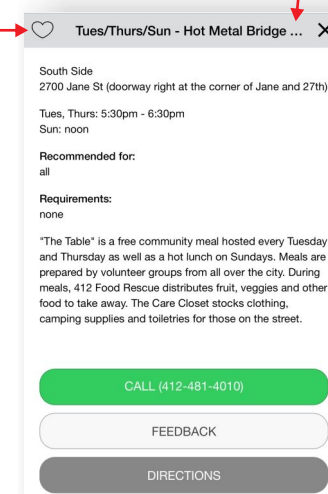 Tues/Thurs/Sun - Hot Metal Bridge ...
South Side
2700 Jane St (doorway right at the corner of Jane and 27th)
Tues, Thurs: 5:30pm - 6:30pm
Sun: noon
Recommended for:
all
Requirements:
none
"The Table" is a free community meal hosted every Tuesday
and Thursday as well as a hot lunch on Sundays. Meals are
prepared by volunteer groups from all over the city. During
meals, 412 Food Rescue distributes fruit, veggies and other
food to take away. The Care Closet stocks clothing,
camping supplies and toiletries for those on the street.
CALL (412-481-4010)
FEEDBACK
DIRECTIONS